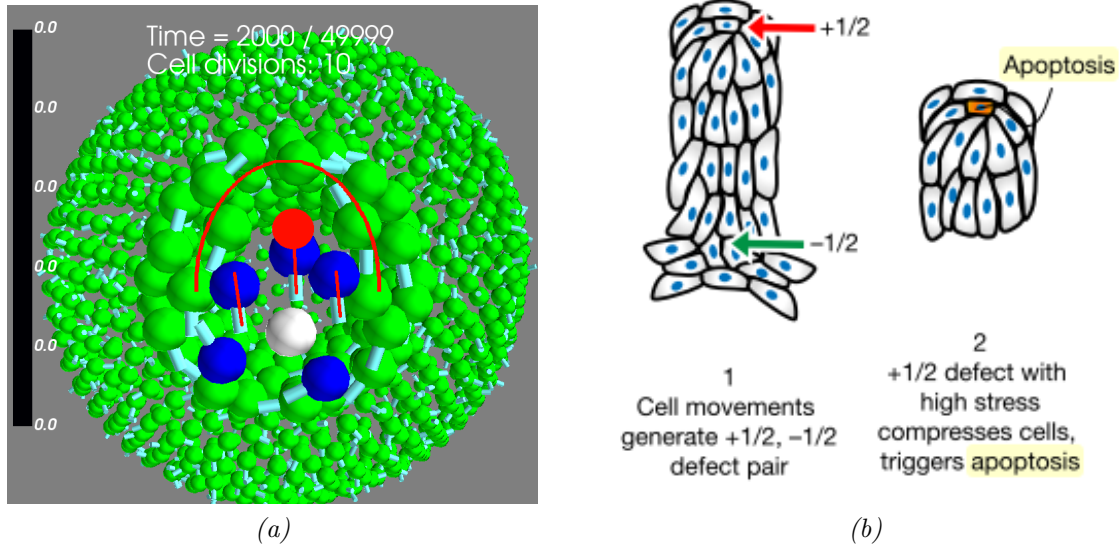 0.0
Time = 2000 / 49999
Cell divisions: 10
0.0
0.0
0.0
0.0
0.0
(a)
+1/2
−1/2
Apoptosis
1
Cell movements
generate +1/2, −1/2
defect pair
2
+1/2 defect with
high stress
compresses cells,
triggers apoptosis
(b)